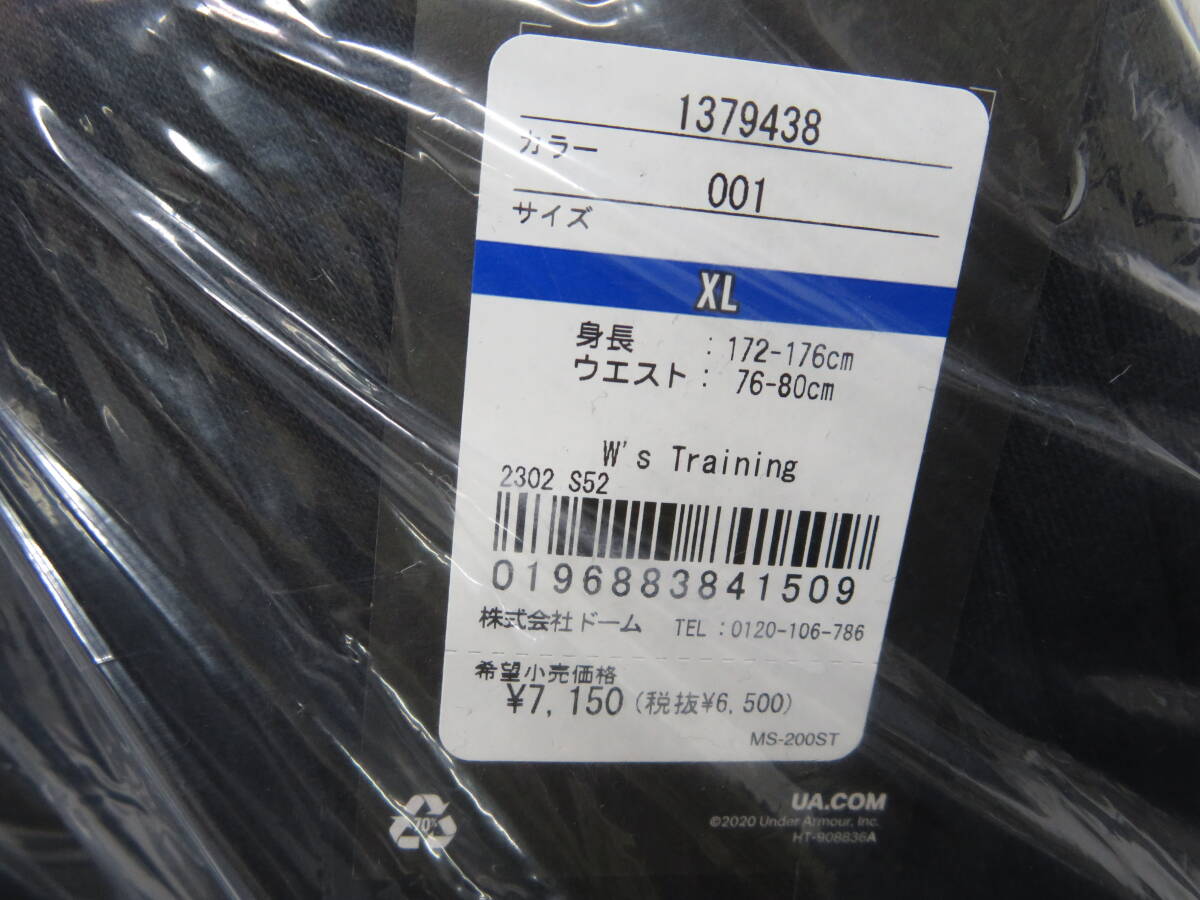 1379438
カラー
001
サイズ
XL
身長 : 172-176cm
ウエスト : 76-80cm
W's Training
2302 S52
0196883841509
株式会社ドーム TEL:0120-106-786
希望小売価格
¥7,150 (税抜¥6,500)
MS-200ST
70%
UA.COM
©2020 Under Armour, Inc.
HT-908836A